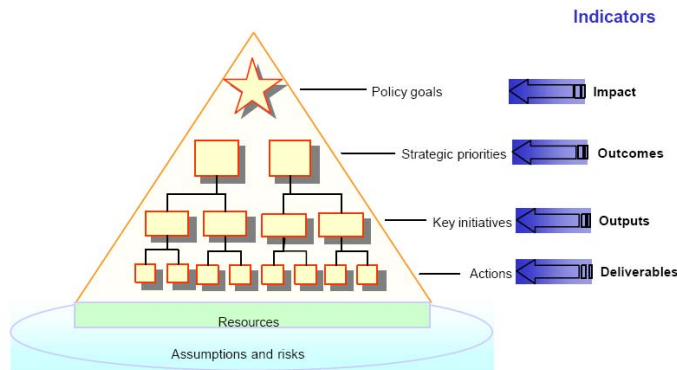 Indicators
Policy goals
Impact
Strategic priorities
Outcomes
Key initiatives
Outputs
Actions
Deliverables
Resources
Assumptions and risks